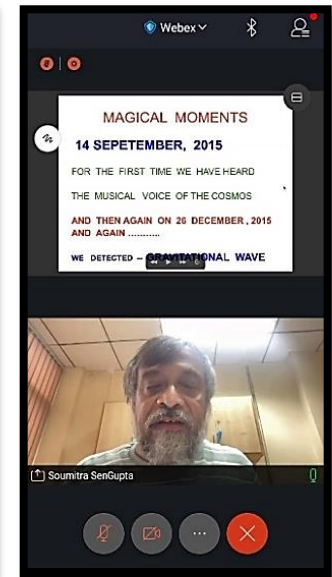 Webex
MAGICAL MOMENTS
14 SEPETEMBER, 2015
FOR THE FIRST TIME WE HAVE HEARD
THE MUSICAL VOICE OF THE COSMOS
AND THEN AGAIN ON 26 DECEMBER, 2015
AND AGAIN ...........
WE DETECTED – GRAVITATIONAL WAVE
Soumitra SenGupta